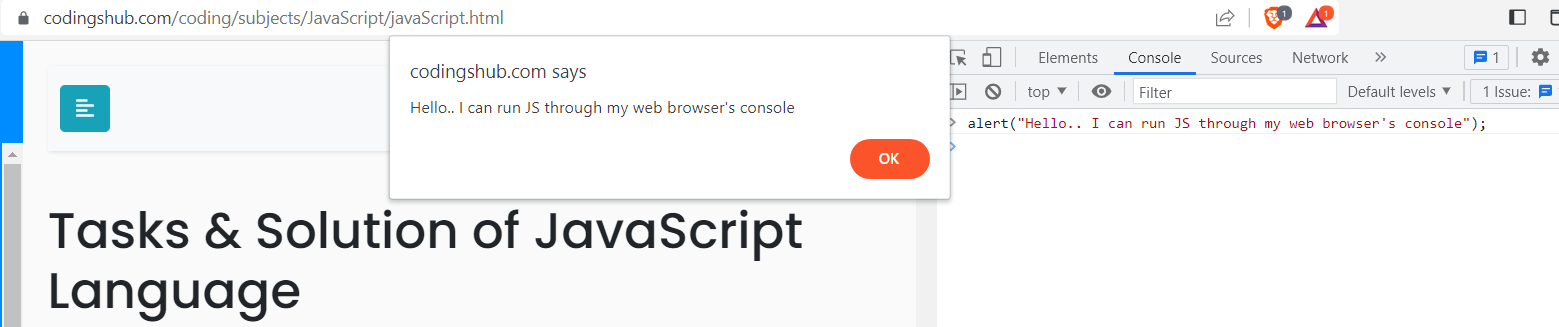 codingshub.com/coding/subjects/JavaScript/javaScript.html
1
1
codingshub.com says
Hello.. I can run JS through my web browser's console
OK
Tasks & Solution of JavaScript
Language
Elements Console Sources Network » 1
top Filter Default levels 1 Issue:
> alert("Hello.. I can run JS through my web browser's console");
>